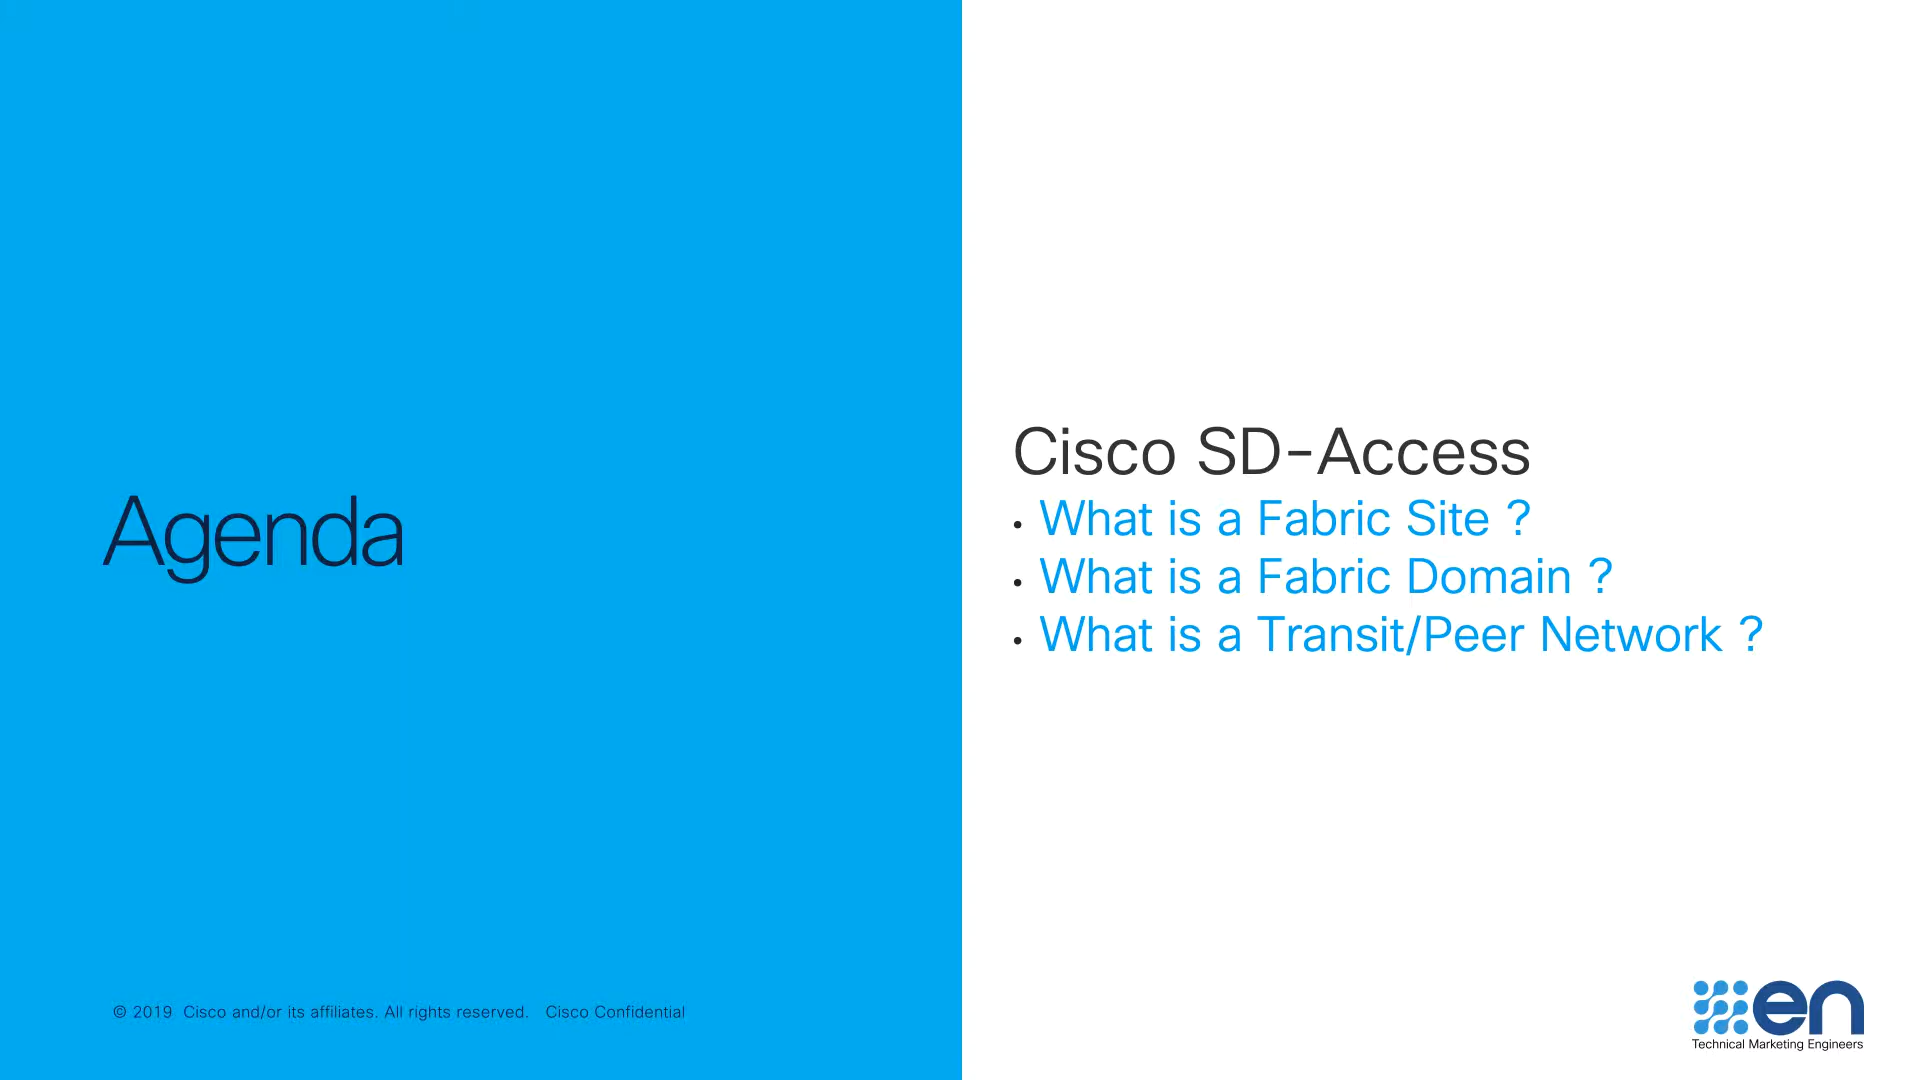 Agenda
Cisco SD-Access
• What is a Fabric Site ?
• What is a Fabric Domain ?
• What is a Transit/Peer Network ?
© 2019 Cisco and/or its affiliates. All rights reserved. Cisco Confidential
en
Technical Marketing Engineers